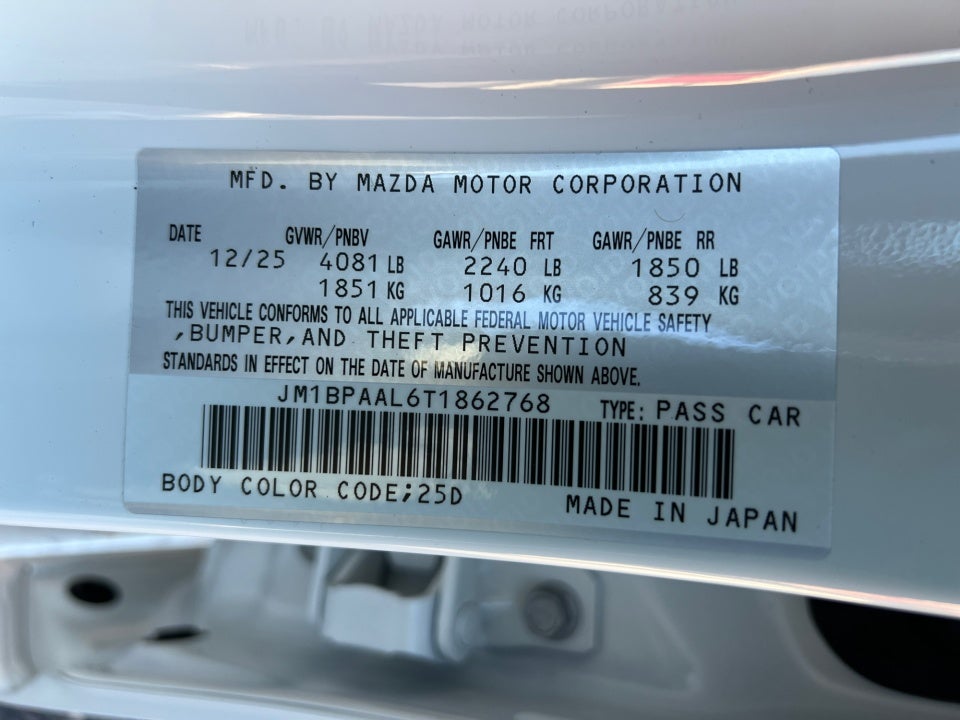 MFD. BY MAZDA MOTOR CORPORATION
DATE GVWR/PNBV GAWR/PNBE FRT GAWR/PNBE RR
12/25 4081 LB 2240 LB 1850 LB
1851 KG 1016 KG 839 KG
THIS VEHICLE CONFORMS TO ALL APPLICABLE FEDERAL MOTOR VEHICLE SAFETY
,BUMPER,AND THEFT PREVENTION
STANDARDS IN EFFECT ON THE DATE OF MANUFACTURE SHOWN ABOVE.
JM1BPAAL6T1862768 TYPE: PASS CAR
BODY COLOR CODE;25D MADE IN JAPAN